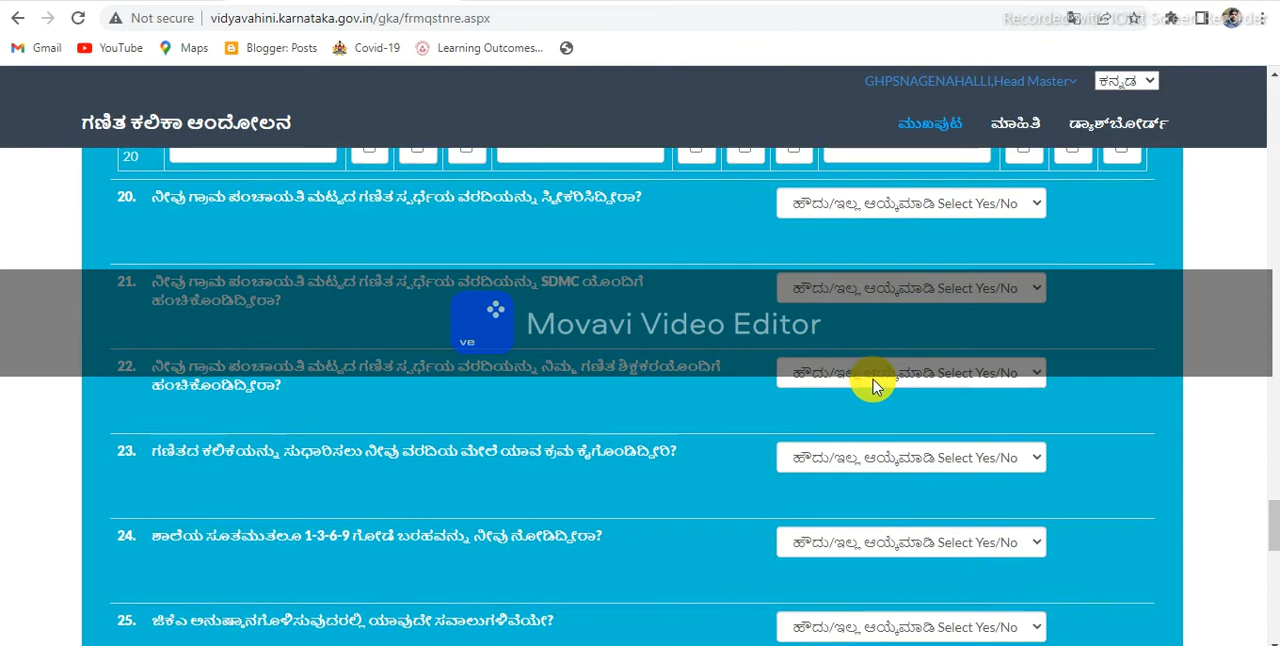 Not secure
vidyavahini.karnataka.gov.in/gka/frmqstnre.aspx
Gmail YouTube Maps Blogger: Posts Covid-19 Learning Outcomes...
GHPSNAGENAHALLI,Head Master
ಕನ್ನಡ
ಗಣಿತ ಕಲಿಕಾ ಆಂದೋಲನ
ಮುಖಪುಟ ಮಾಹಿತಿ ಡ್ಯಾಶ್‌ಬೋರ್ಡ್
20
20. ನೀವು ಗ್ರಾಮ ಪಂಚಾಯತಿ ಮಟ್ಟದ ಗಣಿತ ಸ್ಪರ್ಧೆಯ ವರದಿಯನ್ನು ಸ್ವೀಕರಿಸಿದ್ದೀರಾ?
ಹೌದು/ಇಲ್ಲ ಆಯ್ಕೆಮಾಡಿ Select Yes/No
21. ನೀವು ಗ್ರಾಮ ಪಂಚಾಯತಿ ಮಟ್ಟದ ಗಣಿತ ಸ್ಪರ್ಧೆಯ ವರದಿಯನ್ನು SDMC ಯೊಂದಿಗೆ
ಹಂಚಿಕೊಂಡಿದ್ದೀರಾ?
ಹೌದು/ಇಲ್ಲ ಆಯ್ಕೆಮಾಡಿ Select Yes/No
ve
Movavi Video Editor
22. ನೀವು ಗ್ರಾಮ ಪಂಚಾಯತಿ ಮಟ್ಟದ ಗಣಿತ ಸ್ಪರ್ಧೆಯ ವರದಿಯನ್ನು ನಿಮ್ಮ ಗಣಿತ ಶಿಕ್ಷಕರಯೊಂದಿಗೆ
ಹಂಚಿಕೊಂಡಿದ್ದೀರಾ?
ಹೌದು/ಇಲ್ಲ ಆಯ್ಕೆಮಾಡಿ Select Yes/No
23. ಗಣಿತದ ಕಲಿಕೆಯನ್ನು ಸುಧಾರಿಸಲು ನೀವು ವರದಿಯ ಮೇಲೆ ಯಾವ ಕ್ರಮ ಕೈಗೊಂಡಿದ್ದೀರಿ?
ಹೌದು/ಇಲ್ಲ ಆಯ್ಕೆಮಾಡಿ Select Yes/No
24. ಶಾಲೆಯ ಸೂತಮುತಲೂ 1-3-6-9 ಗೋಡೆ ಬರಹವನ್ನು ನೀವು ನೋಡಿದ್ದೀರಾ?
ಹೌದು/ಇಲ್ಲ ಆಯ್ಕೆಮಾಡಿ Select Yes/No
25. ಜಿಕೆಎ ಅನುಷ್ಠಾನಗೊಳಿಸುವುದರಲ್ಲಿ ಯಾವುದೇ ಸವಾಲುಗಳಿವೆಯೇ?
ಹೌದು/ಇಲ್ಲ ಆಯ್ಕೆಮಾಡಿ Select Yes/No